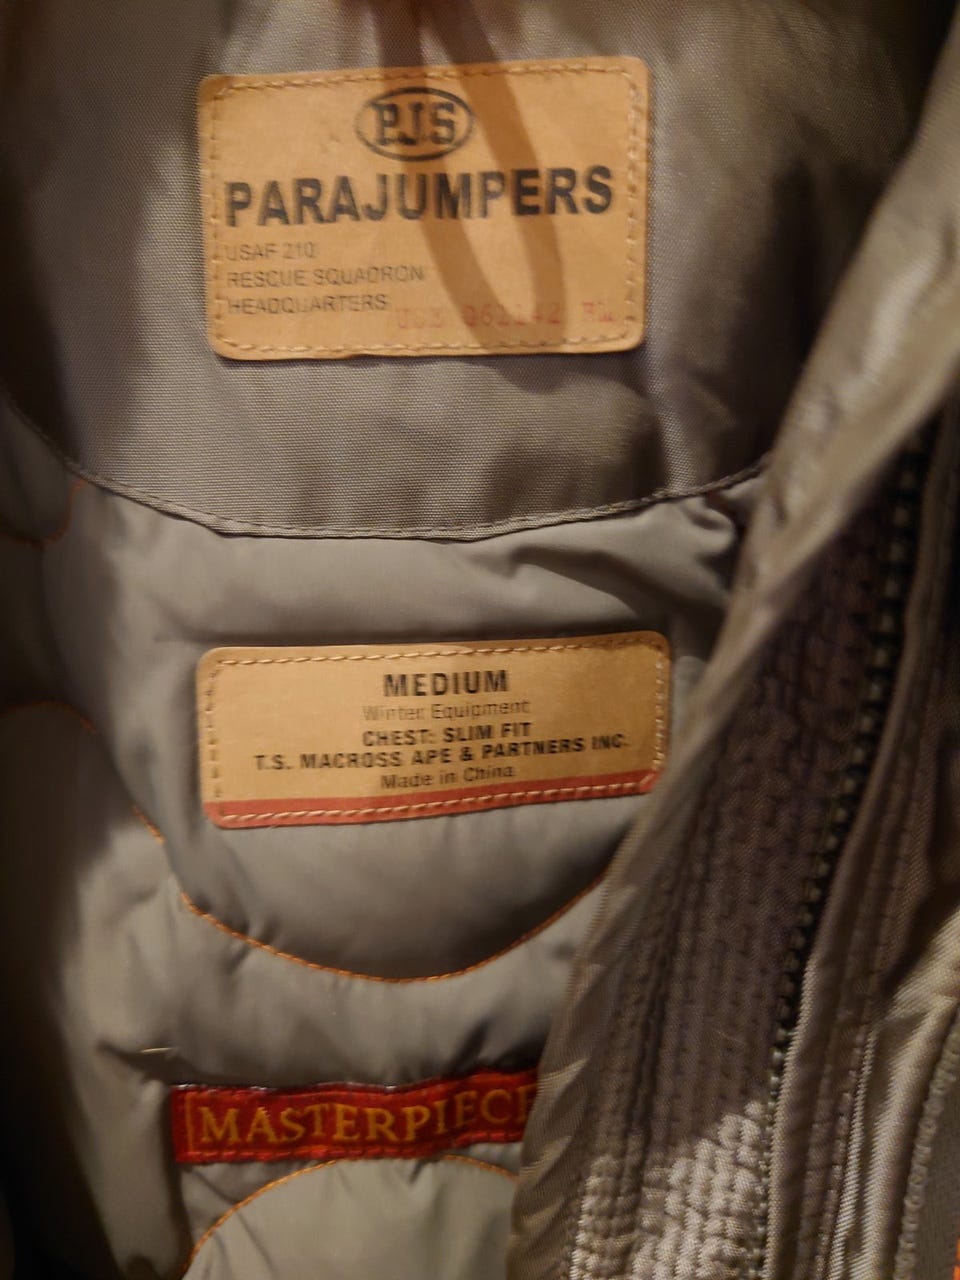 PJS
PARAJUMPERS
USAF 210
RESCUE SQUADRON
HEADQUARTERS
MEDIUM
Winter Equipment
CHEST: SLIM FIT
T.S. MACROSS APE & PARTNERS INC.
Made in China
MASTERPIECE